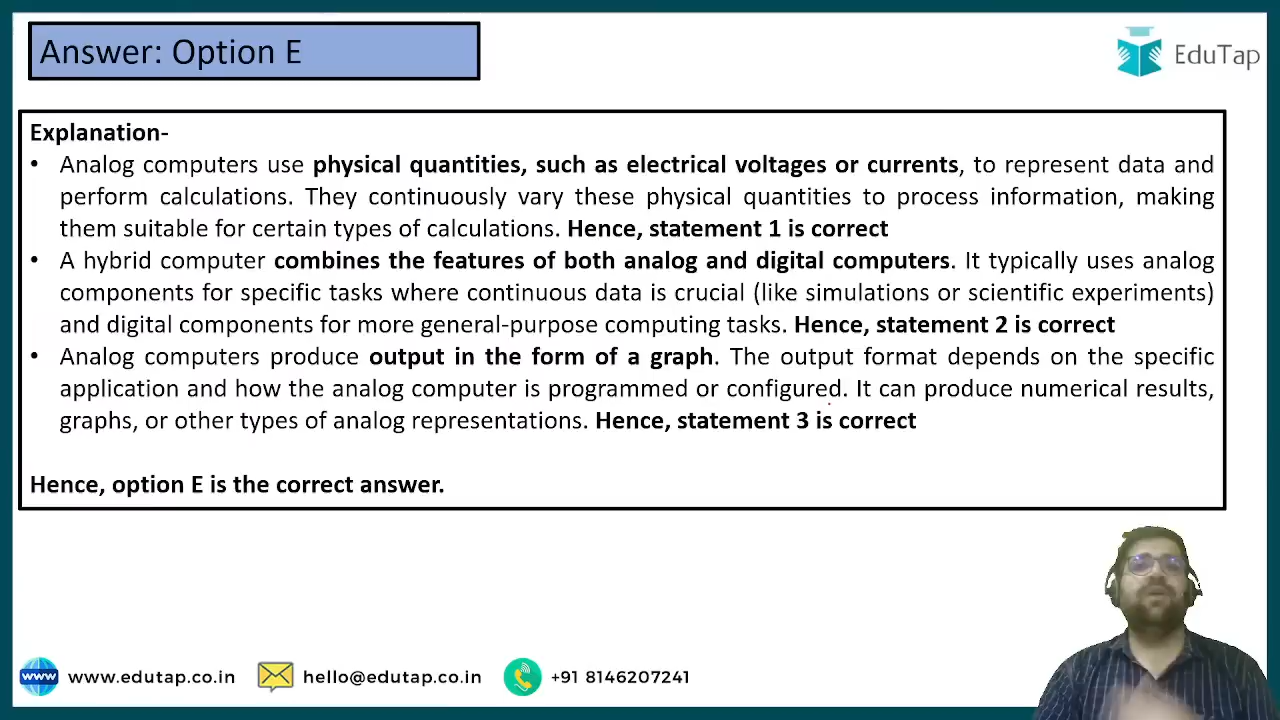 Answer: Option E
EduTap
Explanation-
• Analog computers use physical quantities, such as electrical voltages or currents, to represent data and
perform calculations. They continuously vary these physical quantities to process information, making
them suitable for certain types of calculations. Hence, statement 1 is correct
• A hybrid computer combines the features of both analog and digital computers. It typically uses analog
components for specific tasks where continuous data is crucial (like simulations or scientific experiments)
and digital components for more general-purpose computing tasks. Hence, statement 2 is correct
• Analog computers produce output in the form of a graph. The output format depends on the specific
application and how the analog computer is programmed or configured. It can produce numerical results,
graphs, or other types of analog representations. Hence, statement 3 is correct
Hence, option E is the correct answer.
www www.edutap.co.in hello@edutap.co.in +91 8146207241